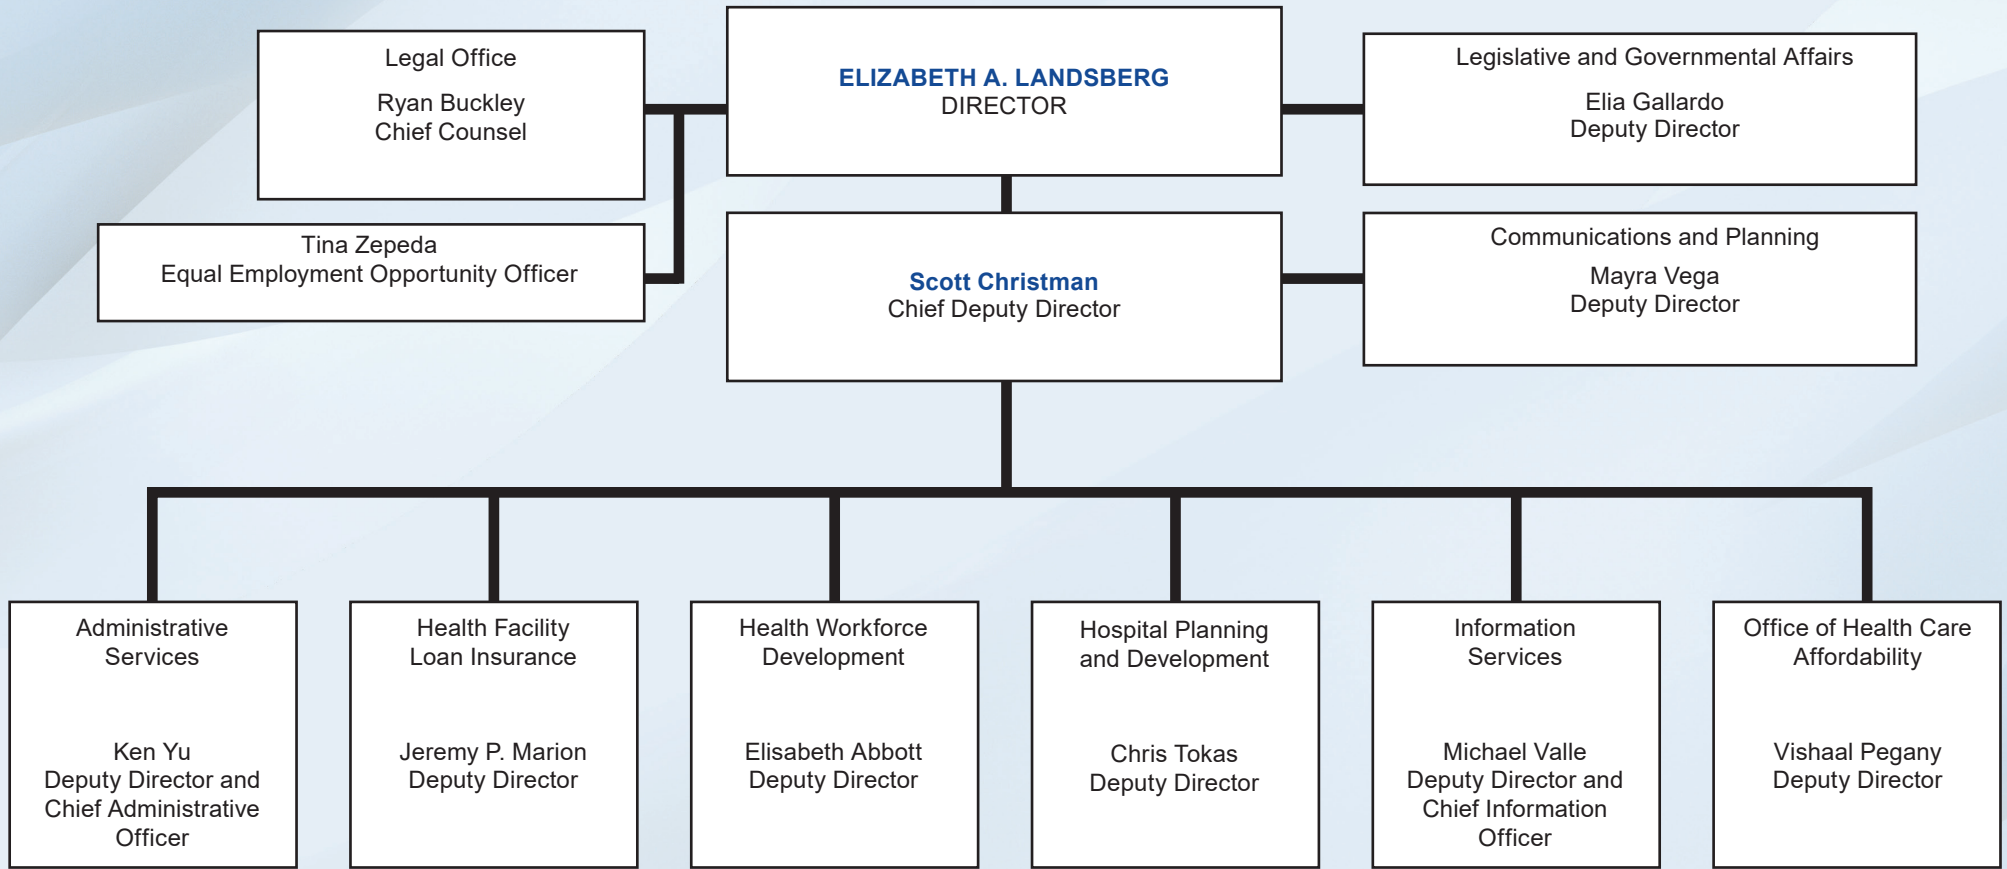 Legal Office
Ryan Buckley
Chief Counsel
ELIZABETH A. LANDSBERG
DIRECTOR
Legislative and Governmental Affairs
Elia Gallardo
Deputy Director
Tina Zepeda
Equal Employment Opportunity Officer
Scott Christman
Chief Deputy Director
Communications and Planning
Mayra Vega
Deputy Director
Administrative
Services
Ken Yu
Deputy Director and
Chief Administrative
Officer
Health Facility
Loan Insurance
Jeremy P. Marion
Deputy Director
Health Workforce
Development
Elisabeth Abbott
Deputy Director
Hospital Planning
and Development
Chris Tokas
Deputy Director
Information
Services
Michael Valle
Deputy Director and
Chief Information
Officer
Office of Health Care
Affordability
Vishaal Pegany
Deputy Director